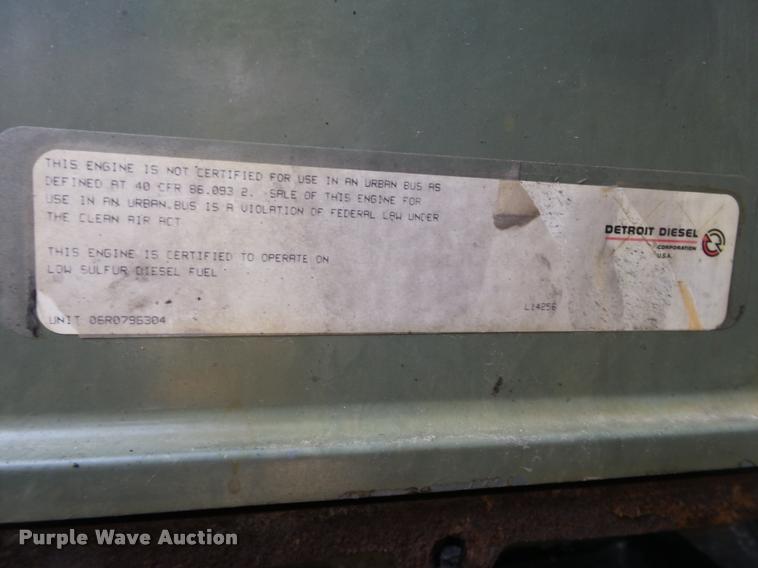 THIS ENGINE IS NOT CERTIFIED FOR USE IN AN URBAN BUS AS
DEFINED AT 40 CFR 86.093 2. SALE OF THIS ENGINE FOR
USE IN AN URBAN BUS IS A VIOLATION OF FEDERAL LAW UNDER
THE CLEAN AIR ACT
THIS ENGINE IS CERTIFIED TO OPERATE ON
LOW SULFUR DIESEL FUEL
UNIT 06R0796304
L14256
DETROIT DIESEL
CORPORATION
U.S.A.
Purple Wave Auction